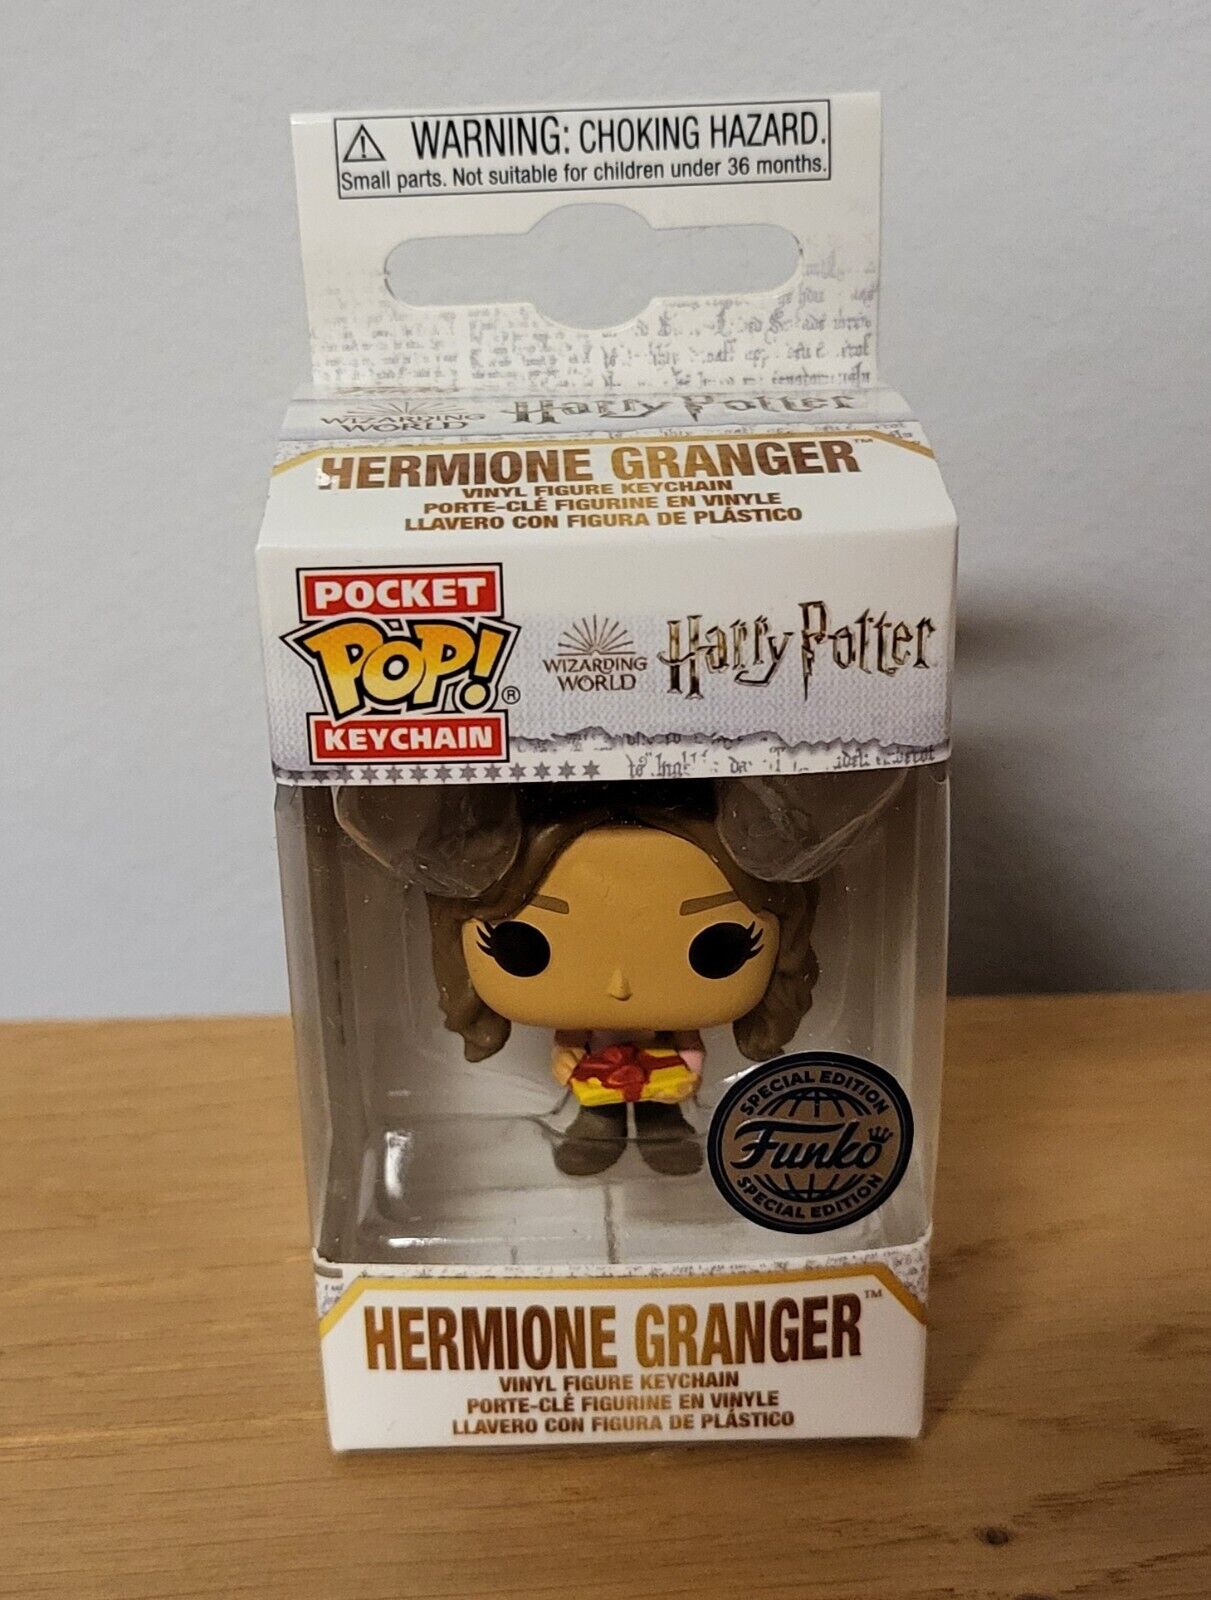 WARNING: CHOKING HAZARD.
Small parts. Not suitable for children under 36 months.
WIZARDING
WORLD
Harry Potter
HERMIONE GRANGER™
VINYL FIGURE KEYCHAIN
PORTE-CLÉ FIGURINE EN VINYLE
LLAVERO CON FIGURA DE PLÁSTICO
POCKET
POP!®
KEYCHAIN
WIZARDING
WORLD
Harry Potter
SPECIAL EDITION
Funko
SPECIAL EDITION
HERMIONE GRANGER™
VINYL FIGURE KEYCHAIN
PORTE-CLÉ FIGURINE EN VINYLE
LLAVERO CON FIGURA DE PLÁSTICO